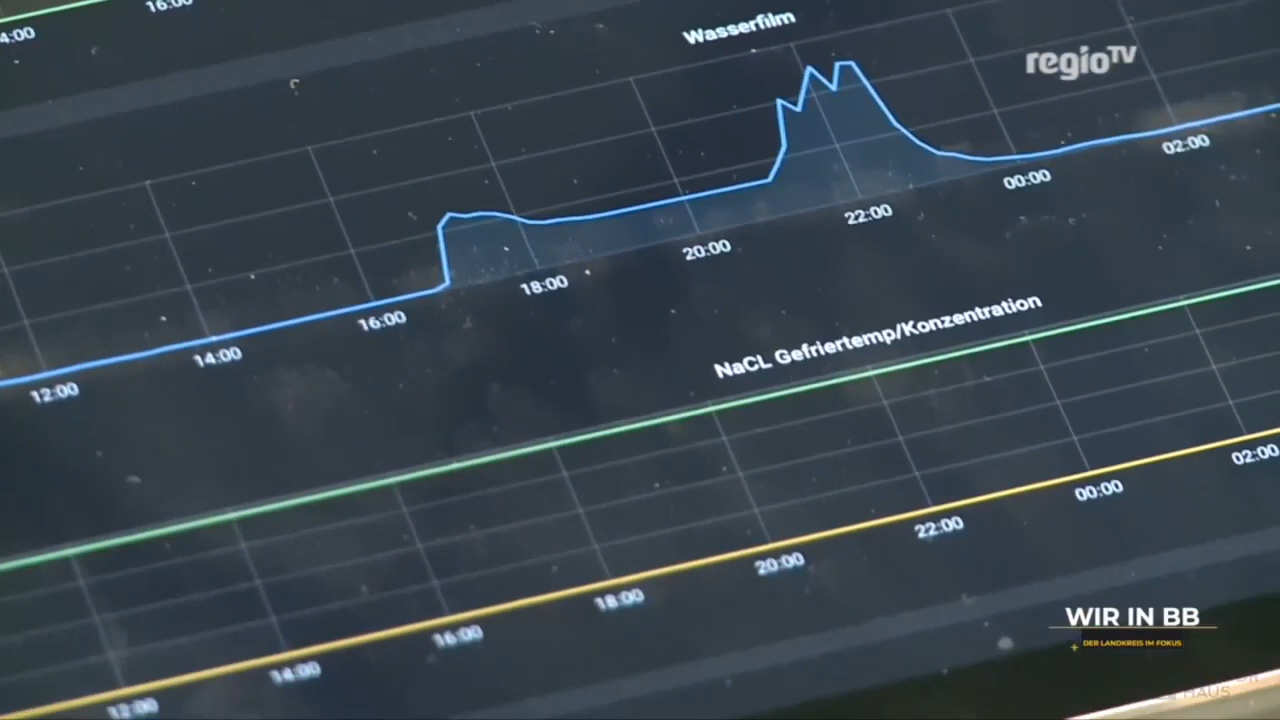 4:00 16:00
Wasserfilm
regioTV
12:00 14:00 16:00 18:00 20:00 22:00 00:00 02:00
NaCL Gefriertemp/Konzentration
12:00 14:00 16:00 18:00 20:00 22:00 00:00 02:00
WIR IN BB
DER LANDKREIS IM FOKUS
HAUS